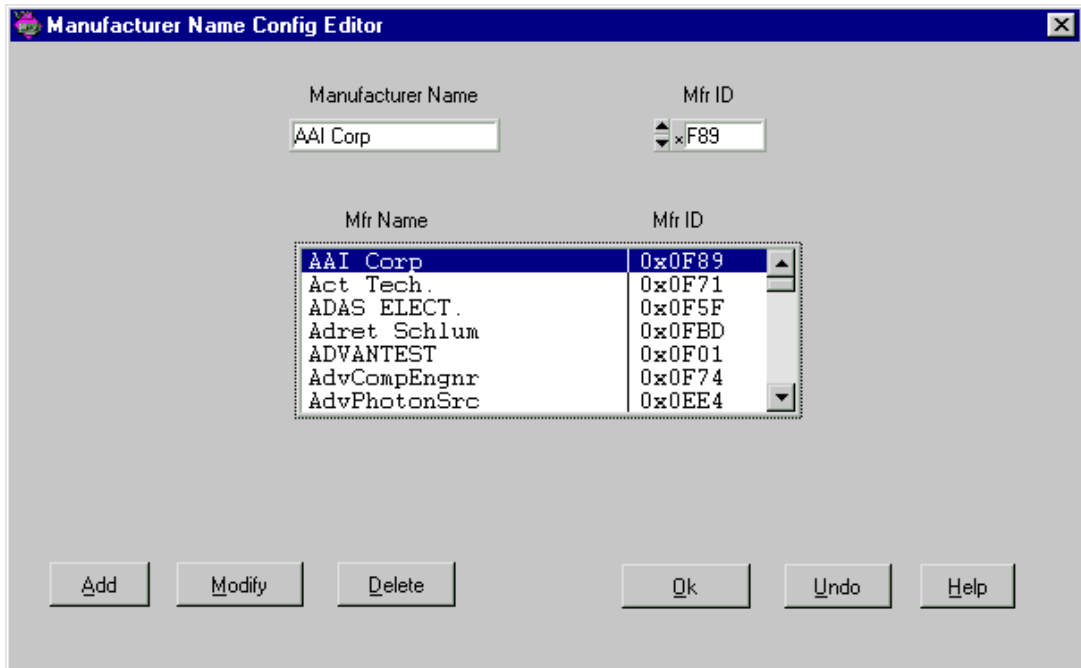 Manufacturer Name Config Editor
Manufacturer Name Mfr ID
AAI Corp × F89
Mfr Name Mfr ID
AAI Corp 0x0F89
Act Tech. 0x0F71
ADAS ELECT. 0x0F5F
Adret Schlum 0x0FBD
ADVANTEST 0x0F01
AdvCompEngnr 0x0F74
AdvPhotonSrc 0x0EE4
Add Modify Delete Ok Undo Help